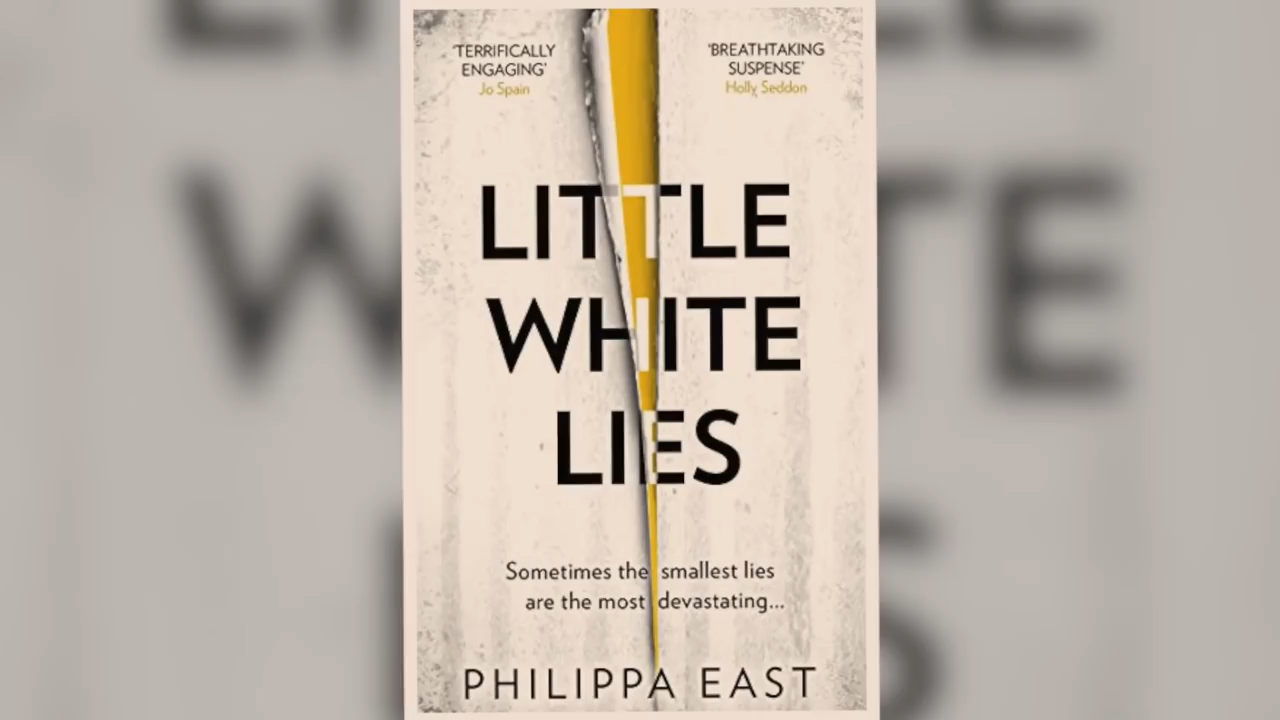 'TERRIFICALLY
ENGAGING'
Jo Spain
'BREATHTAKING
SUSPENSE'
Holly Seddon
LITTLE
WHITE
LIES
Sometimes the smallest lies
are the most devastating...
PHILIPPA EAST